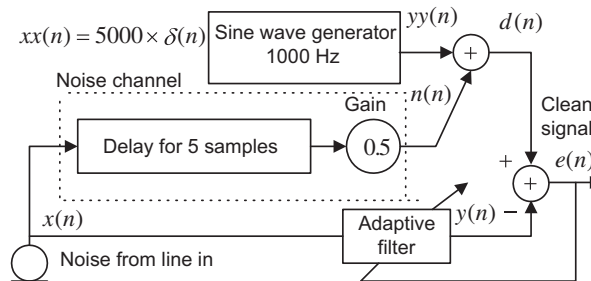 xx(n) = 5000 × δ(n)
Sine wave generator
1000 Hz
yy(n)
+
d(n)
Noise channel
Gain
n(n)
Clean
signal
Delay for 5 samples
0.5
+
e(n)
+
x(n)
Adaptive
filter
y(n)
−
Noise from line in